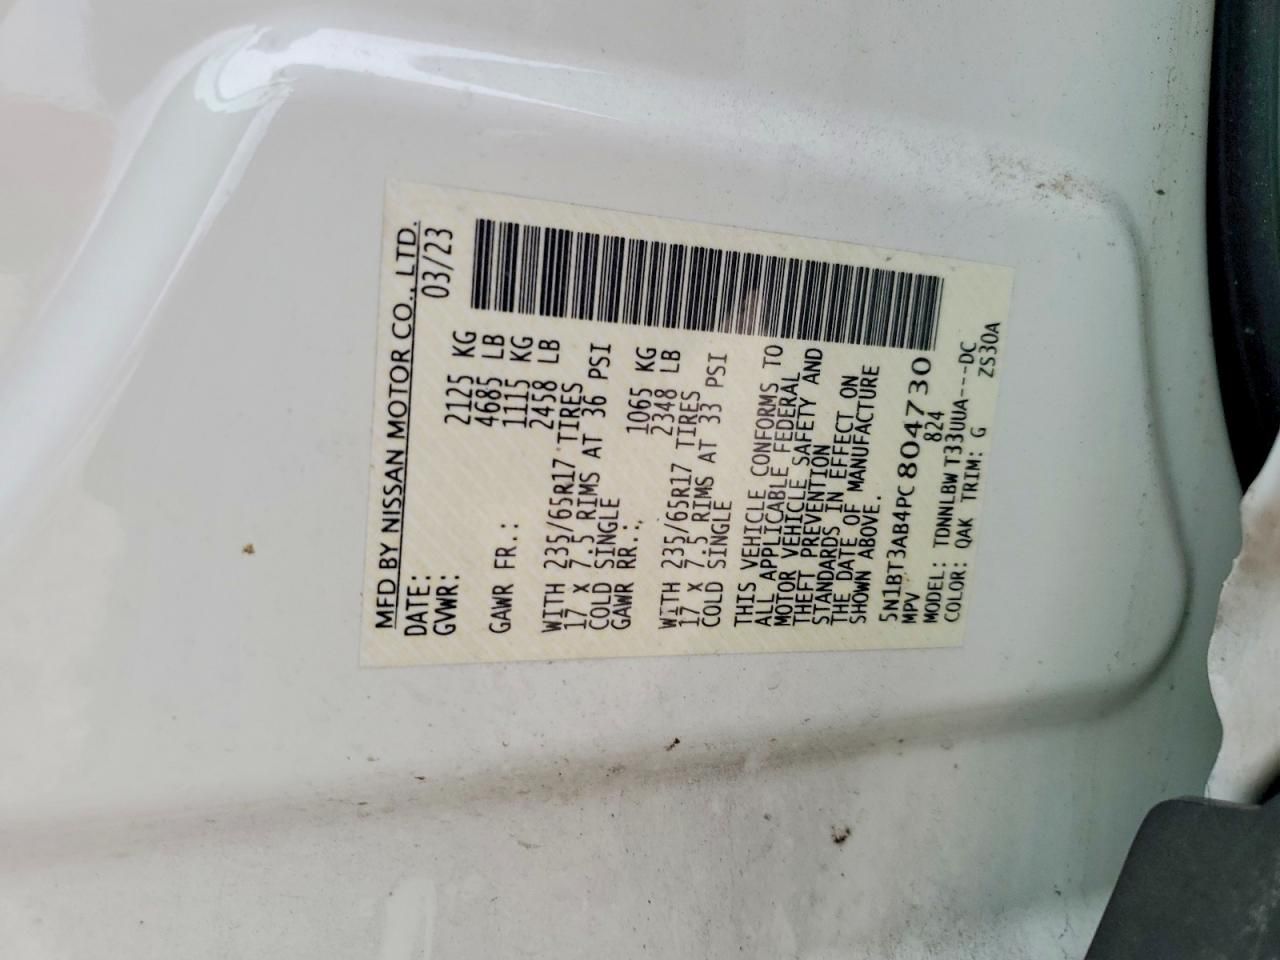 MFD BY NISSAN MOTOR CO., LTD.
DATE: 03/23
GVWR: 2125 KG
4685 LB
GAWR FR.: 1115 KG
2458 LB
WITH 235/65R17 TIRES
17 X 7.5 RIMS AT 36 PSI
COLD SINGLE
GAWR RR.: 1065 KG
2348 LB
WITH 235/65R17 TIRES
17 X 7.5 RIMS AT 33 PSI
COLD SINGLE
THIS VEHICLE CONFORMS TO
ALL APPLICABLE FEDERAL
MOTOR VEHICLE SAFETY AND
THEFT PREVENTION
STANDARDS IN EFFECT ON
THE DATE OF MANUFACTURE
SHOWN ABOVE.
5N1BT3AB4PC804730
MPV 824
MODEL: TDNNLBW T33UUA---DC
COLOR: QAK TRIM: G ZS30A